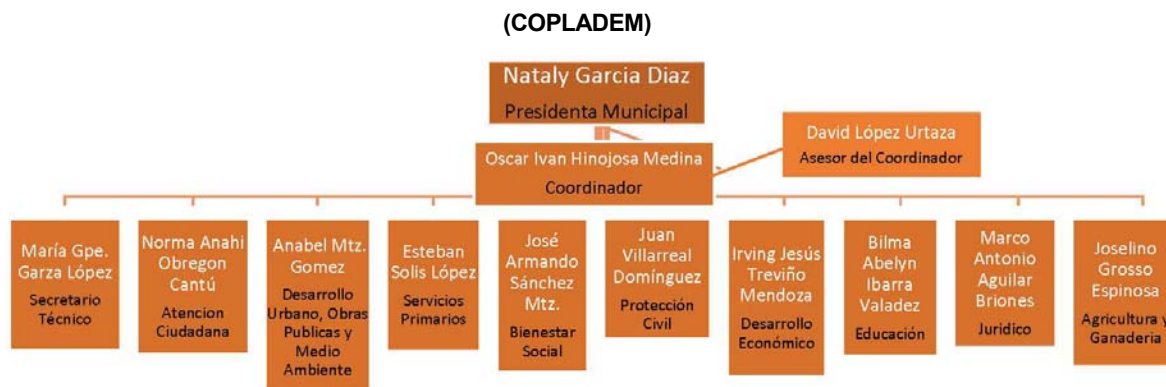 (COPLADEM)
Nataly Garcia Diaz
Presidenta Municipal
David López Urtaza
Asesor del Coordinador
Oscar Ivan Hinojosa Medina
Coordinador
María Gpe.
Garza López
Secretario
Técnico
Norma Anahi
Obregon
Cantú
Atencion
Ciudadana
Anabel Mtz.
Gomez
Desarrollo
Urbano, Obras
Publicas y
Medio
Ambiente
Esteban
Solis López
Servicios
Primarios
José
Armando
Sánchez
Mtz.
Bienestar
Social
Juan
Villarreal
Domínguez
Protección
Civil
Irving Jesús
Treviño
Mendoza
Desarrollo
Económico
Bilma
Abelyn
Ibarra
Valadez
Educación
Marco
Antonio
Aguilar
Briones
Juridico
Joselino
Grosso
Espinosa
Agricultura y
Ganaderia